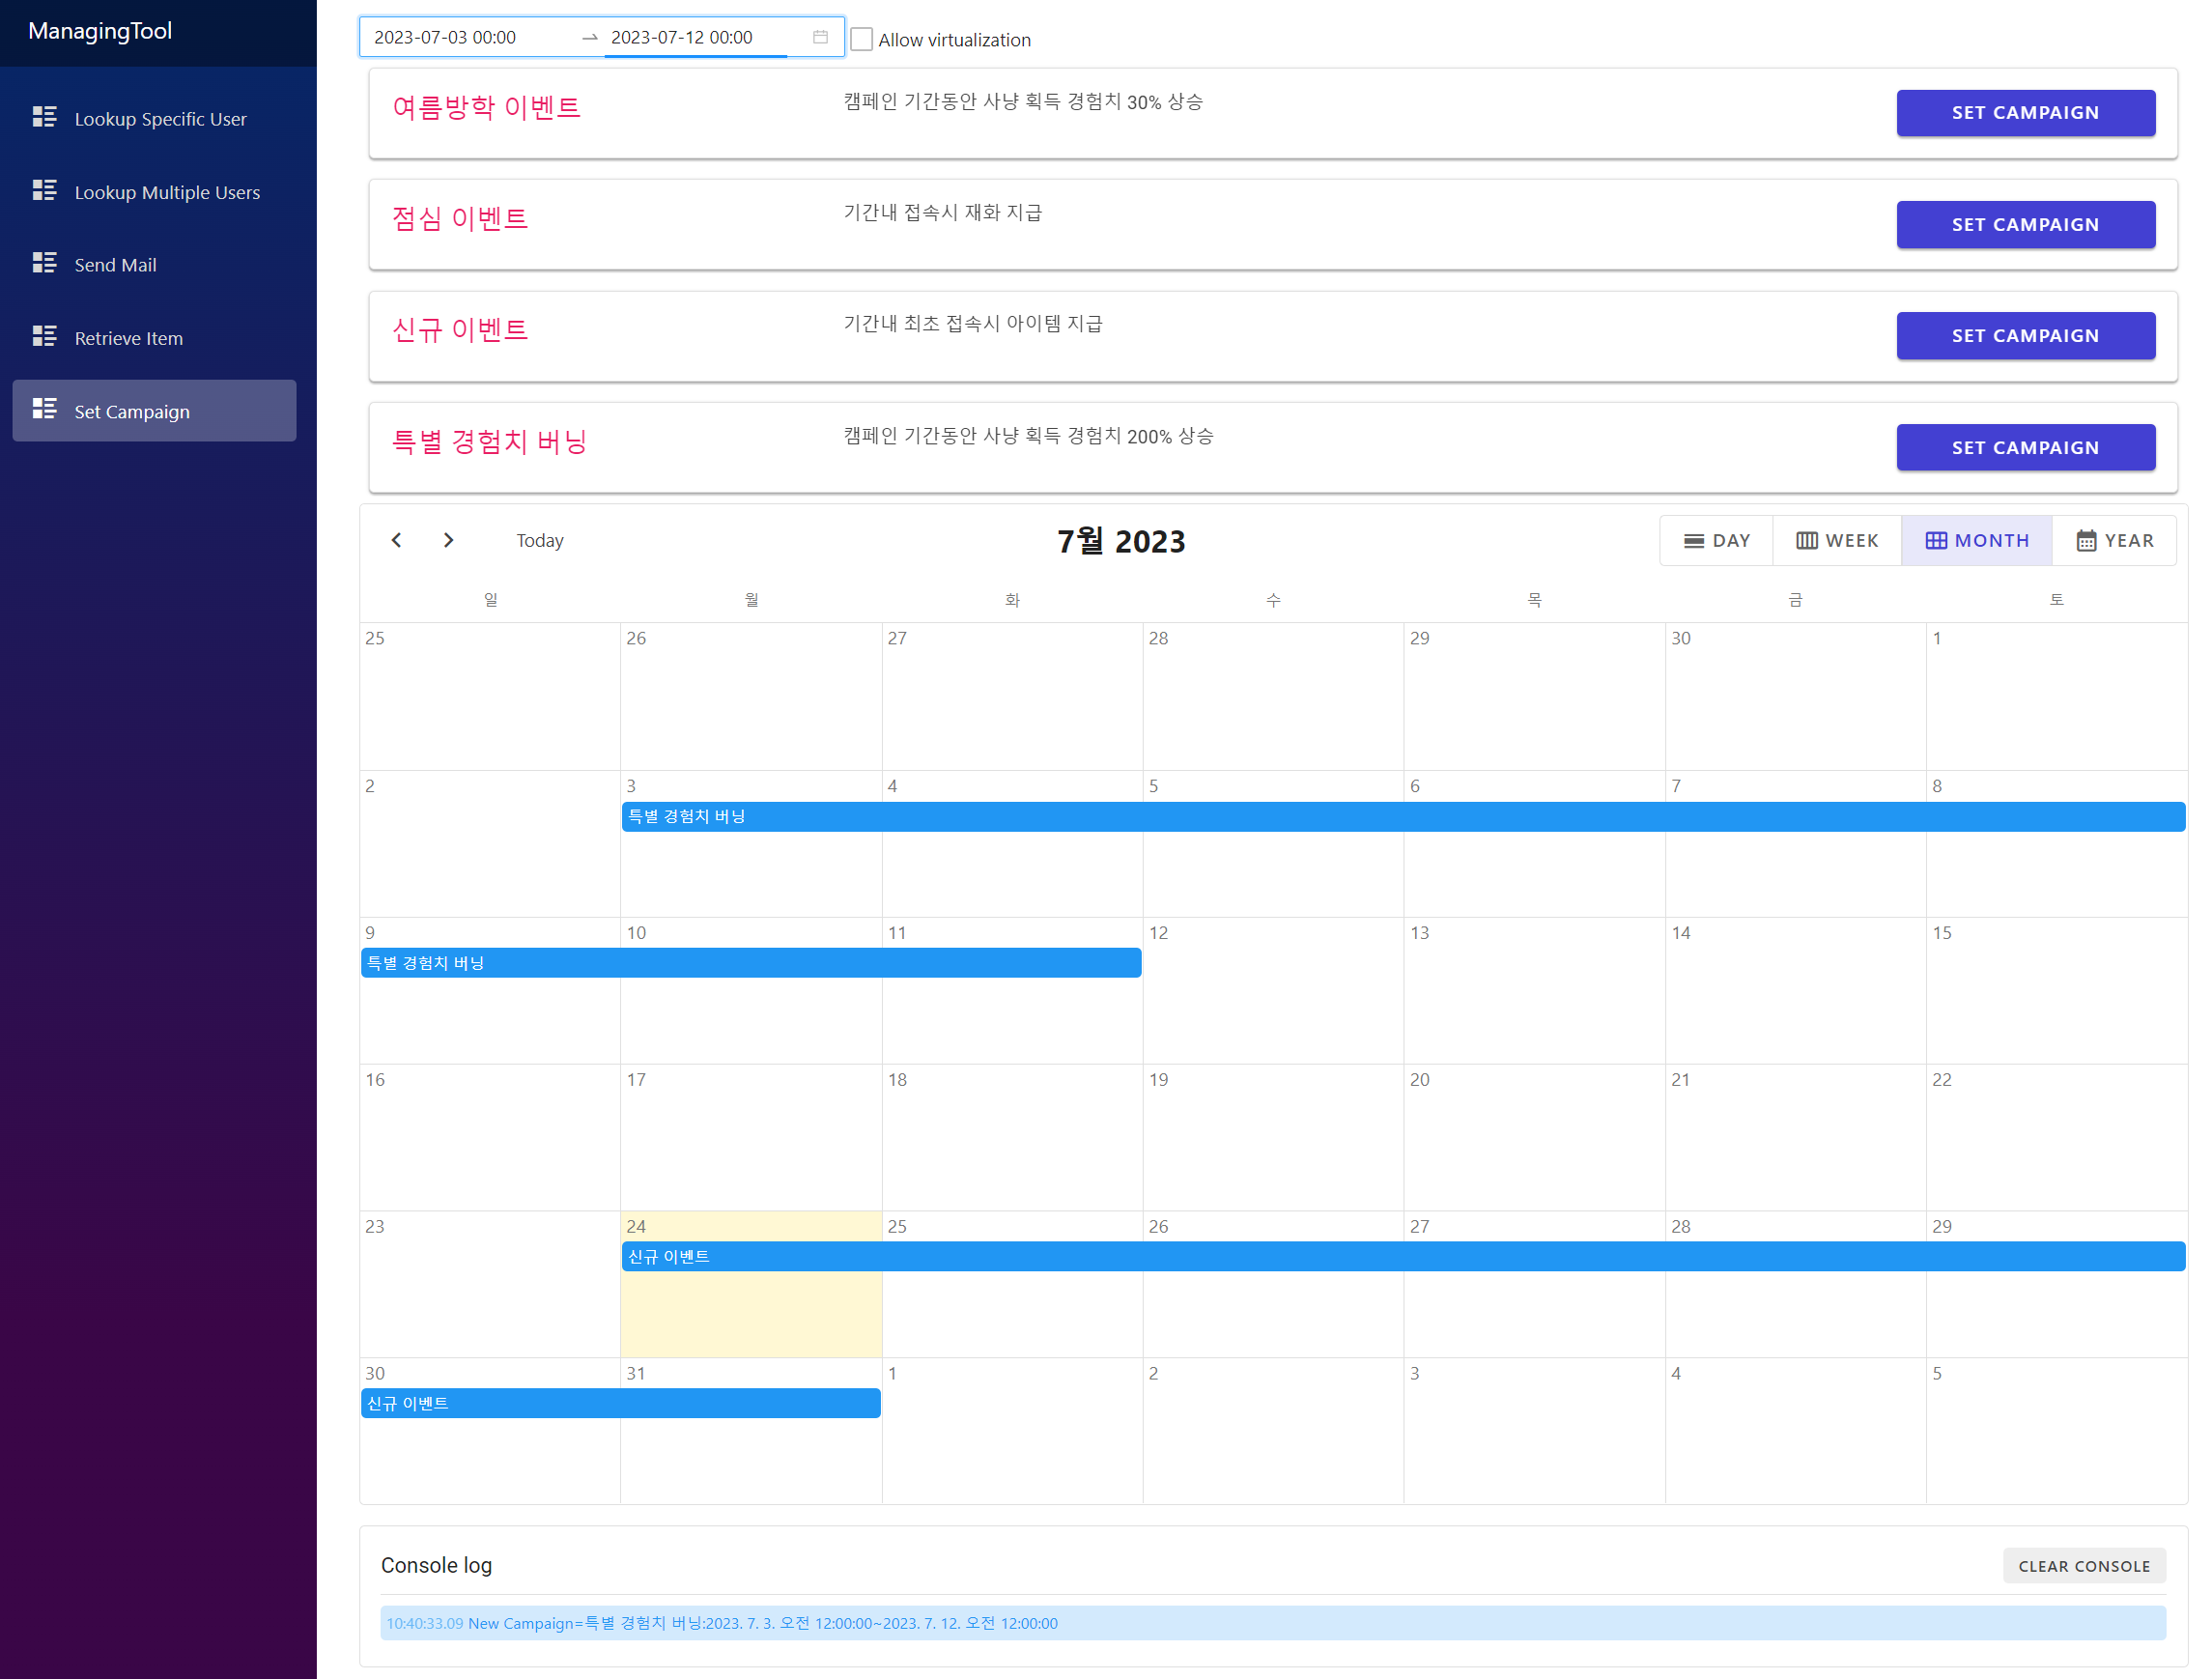 ManagingTool
Lookup Specific User
Lookup Multiple Users
Send Mail
Retrieve Item
Set Campaign
2023-07-03 00:00 → 2023-07-12 00:00 Allow virtualization
여름방학 이벤트 캠페인 기간동안 사냥 획득 경험치 30% 상승 SET CAMPAIGN
점심 이벤트 기간내 접속시 재화 지급 SET CAMPAIGN
신규 이벤트 기간내 최초 접속시 아이템 지급 SET CAMPAIGN
특별 경험치 버닝 캠페인 기간동안 사냥 획득 경험치 200% 상승 SET CAMPAIGN
Today 7월 2023 DAY WEEK MONTH YEAR
일 월 화 수 목 금 토
25 26 27 28 29 30 1
2 3 4 5 6 7 8
특별 경험치 버닝
9 10 11 12 13 14 15
특별 경험치 버닝
16 17 18 19 20 21 22
23 24 25 26 27 28 29
신규 이벤트
30 31 1 2 3 4 5
신규 이벤트
Console log CLEAR CONSOLE
10:40:33.09 New Campaign=특별 경험치 버닝:2023. 7. 3. 오전 12:00:00~2023. 7. 12. 오전 12:00:00